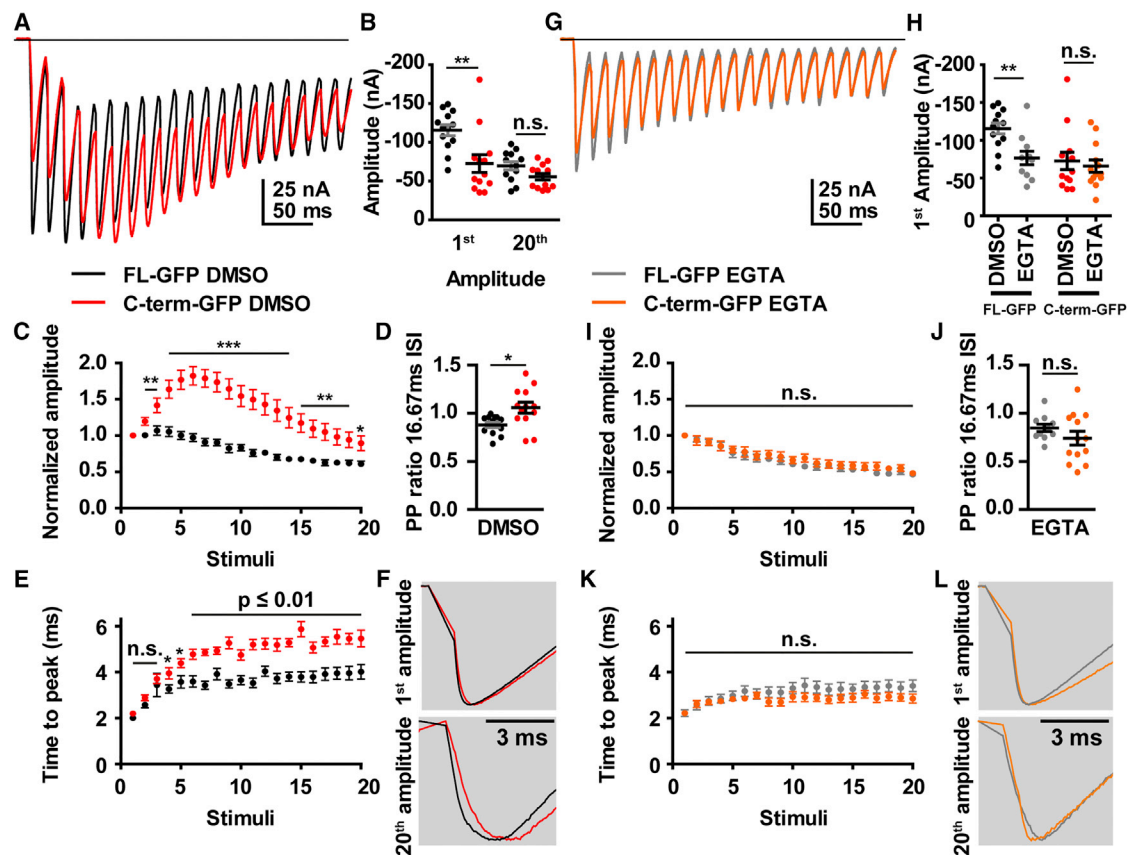 A
25 nA
50 ms
B
Amplitude (nA)
-200
-150
-100
-50
0
**
n.s.
1st
20th
Amplitude
FL-GFP DMSO
C-term-GFP DMSO
G
25 nA
50 ms
H
1st Amplitude (nA)
-200
-150
-100
-50
0
**
n.s.
DMSO
EGTA
DMSO
EGTA
FL-GFP
C-term-GFP
FL-GFP EGTA
C-term-GFP EGTA
C
Normalized amplitude
2.0
1.5
1.0
0.5
0.0
**
***
**
*
0
5
10
15
20
Stimuli
D
PP ratio 16.67ms ISI
1.5
1.0
0.5
0
*
DMSO
I
Normalized amplitude
2.0
1.5
1.0
0.5
0.0
n.s.
0
5
10
15
20
Stimuli
J
PP ratio 16.67ms ISI
1.5
1.0
0.5
0
n.s.
EGTA
E
Time to peak (ms)
6
4
2
0
n.s.
*
*
p ≤ 0.01
0
5
10
15
20
Stimuli
F
1st amplitude
20th amplitude
3 ms
K
Time to peak (ms)
6
4
2
0
n.s.
0
5
10
15
20
Stimuli
L
1st amplitude
20th amplitude
3 ms